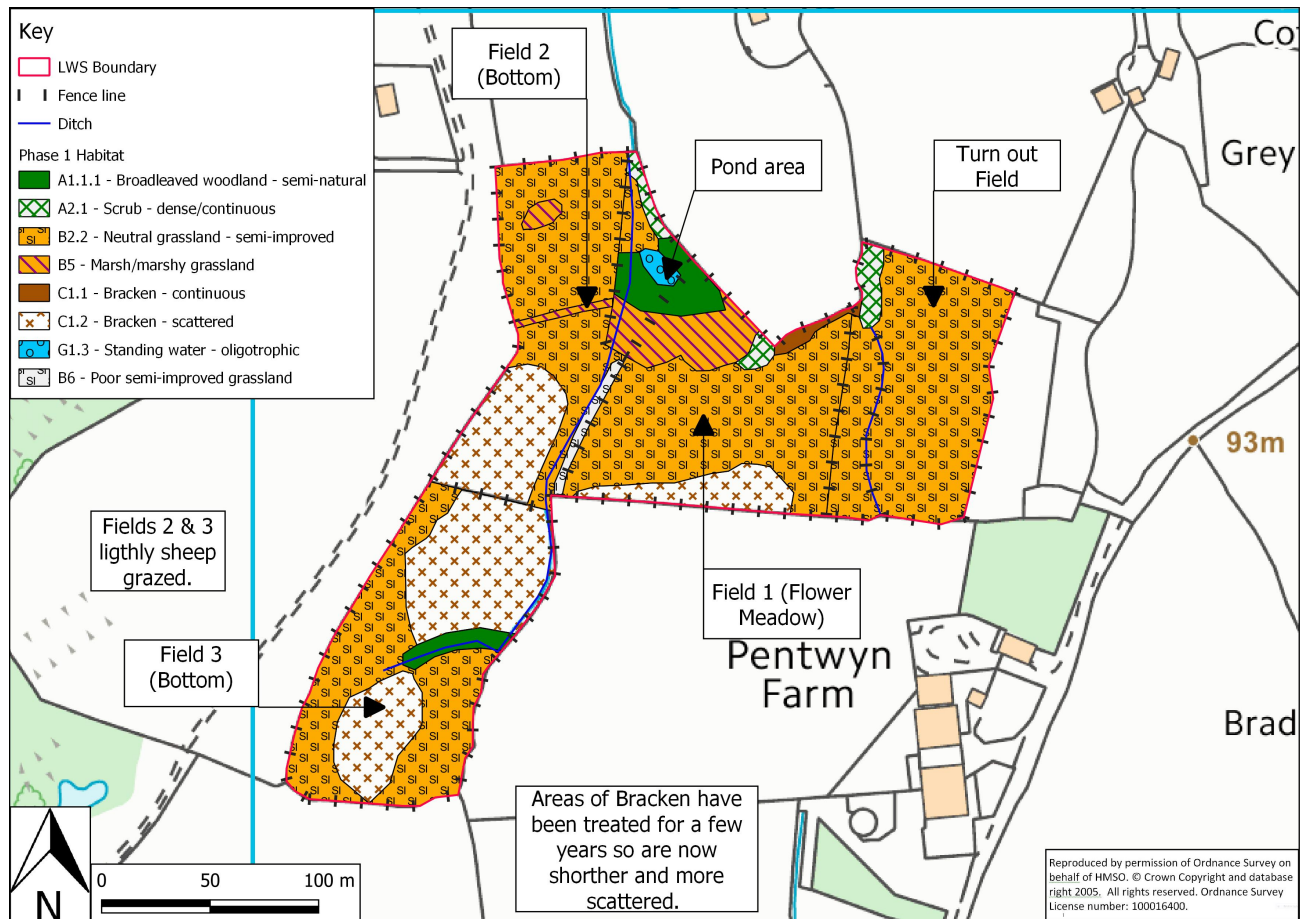 Key
LWS Boundary
Fence line
Ditch
Phase 1 Habitat
A1.1.1 - Broadleaved woodland - semi-natural
A2.1 - Scrub - dense/continuous
B2.2 - Neutral grassland - semi-improved
B5 - Marsh/marshy grassland
C1.1 - Bracken - continuous
C1.2 - Bracken - scattered
G1.3 - Standing water - oligotrophic
B6 - Poor semi-improved grassland
Field 2
(Bottom)
Pond area
Turn out
Field
Grey
93m
Fields 2 & 3
ligthly sheep
grazed.
Field 1 (Flower
Meadow)
Field 3
(Bottom)
Pentwyn
Farm
Brad
Areas of Bracken have
been treated for a few
years so are now
shorther and more
scattered.
N
0 50 100 m
Reproduced by permission of Ordnance Survey on
behalf of HMSO. © Crown Copyright and database
right 2005. All rights reserved. Ordnance Survey
License number: 100016400.